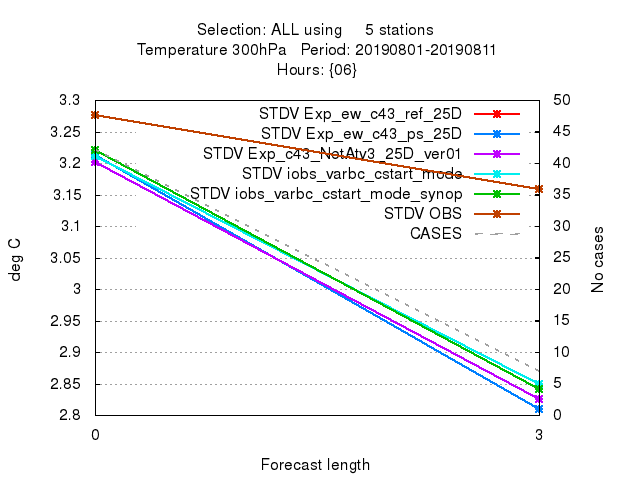 Selection: ALL using 5 stations
Temperature 300hPa Period: 20190801-20190811
Hours: {06}
3.3
3.25
3.2
3.15
3.1
3.05
3
2.95
2.9
2.85
2.8
deg C
STDV Exp_ew_c43_ref_25D
STDV Exp_ew_c43_ps_25D
STDV Exp_c43_NetAty3_25D_ver01
STDV iobs_varbc_cstart_mode
STDV iobs_varbc_cstart_mode_synop
STDV OBS
CASES
50
45
40
35
30
25
20
15
10
5
0
No cases
0 3
Forecast length